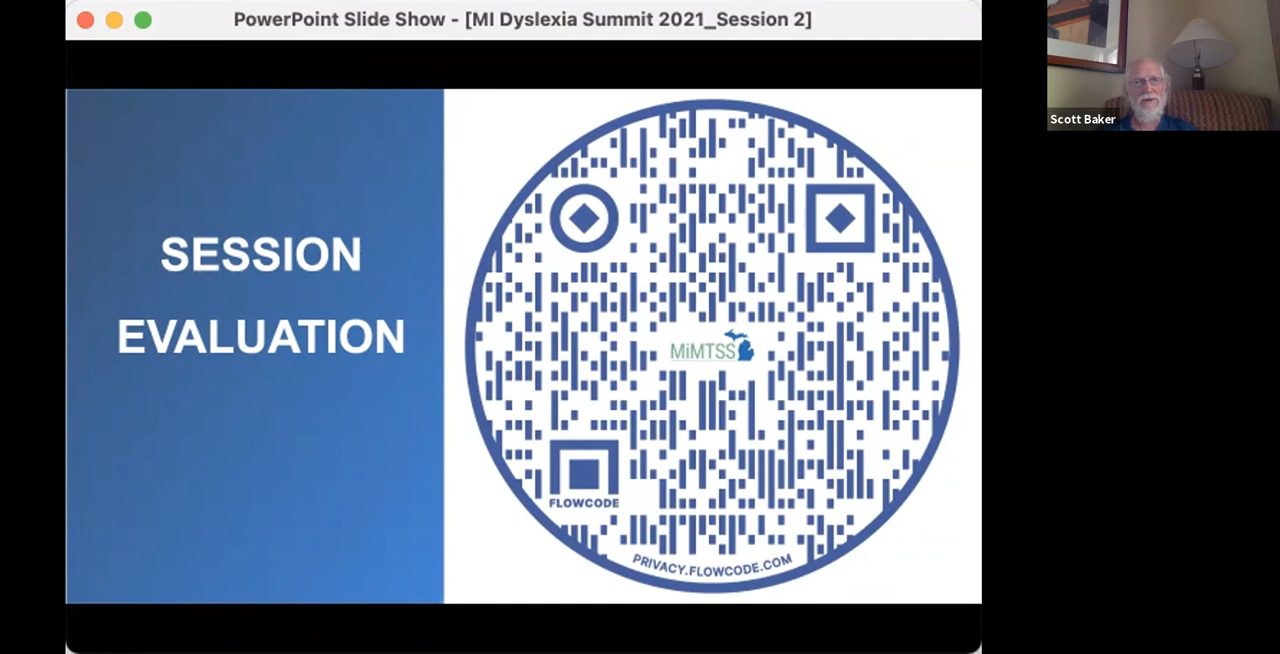 PowerPoint Slide Show - [MI Dyslexia Summit 2021_Session 2]
Scott Baker
SESSION
EVALUATION
MiMTSS
FLOWCODE
PRIVACY.FLOWCODE.COM